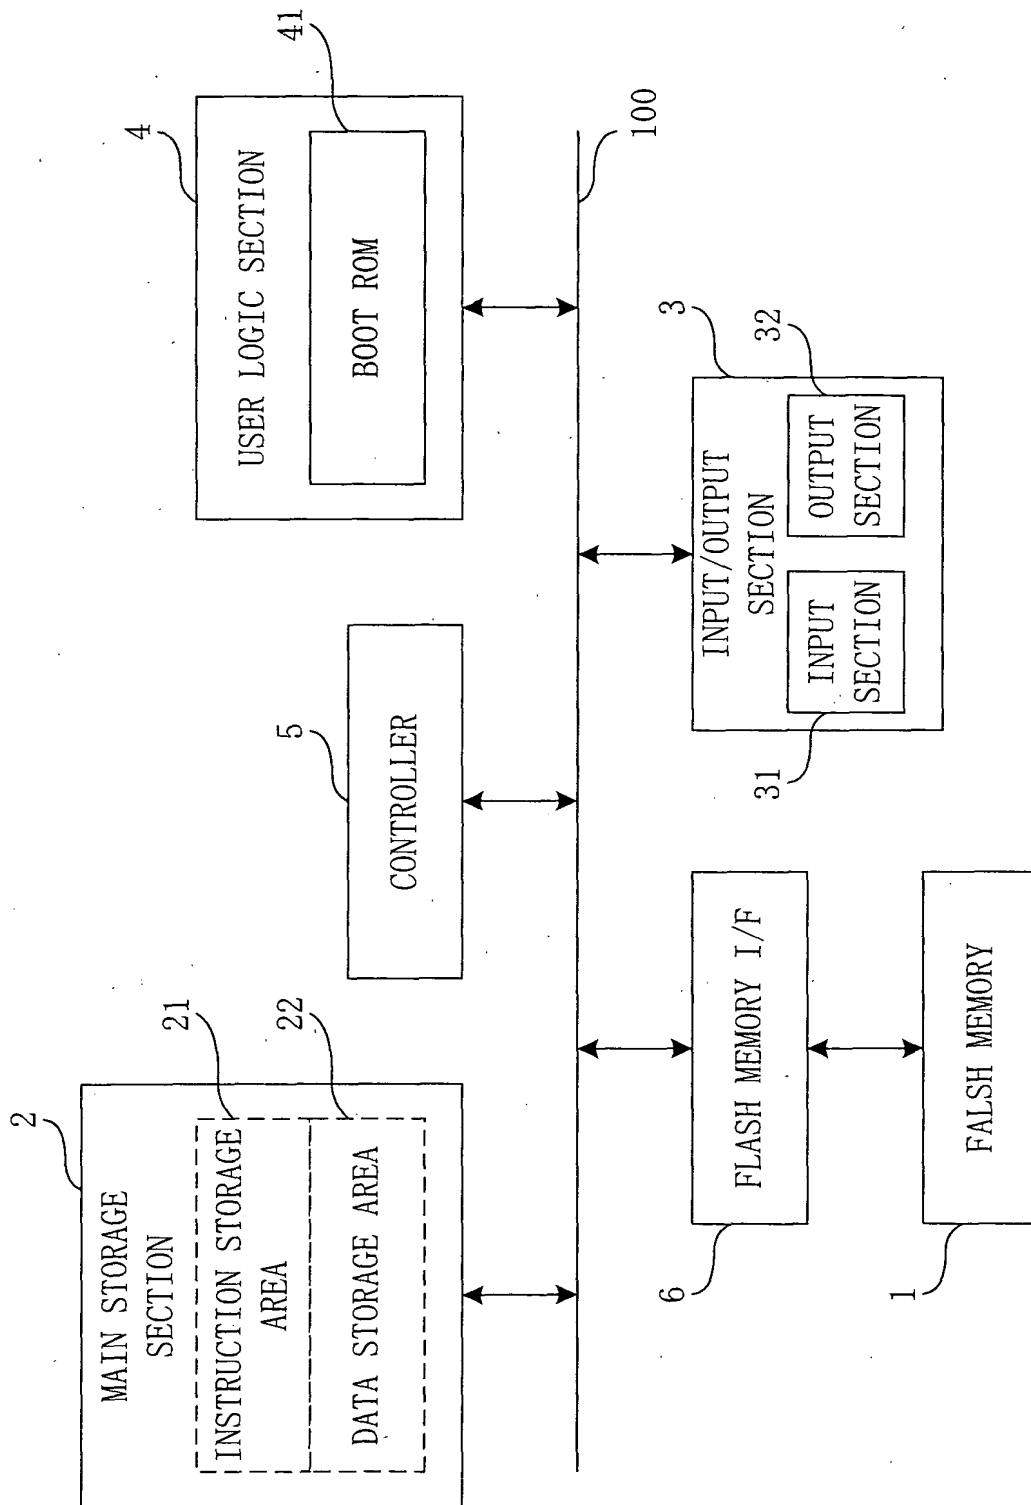 2
MAIN STORAGE
SECTION
21
INSTRUCTION STORAGE
AREA
22
DATA STORAGE AREA
5
CONTROLLER
4
USER LOGIC SECTION
41
BOOT ROM
100
6
FLASH MEMORY I/F
1
FALSH MEMORY
3
INPUT/OUTPUT
SECTION
31
INPUT
SECTION
32
OUTPUT
SECTION